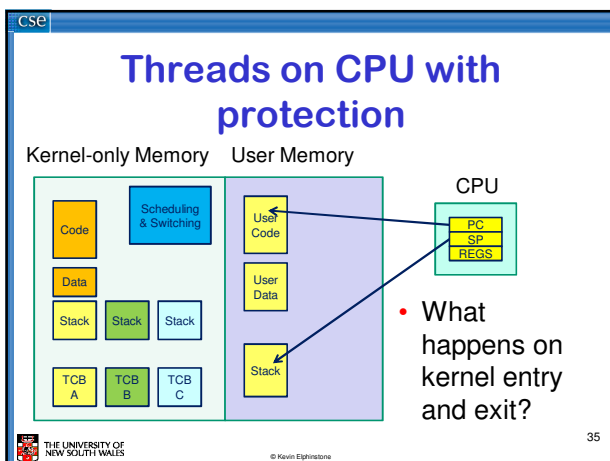 cse
Threads on CPU with
protection
Kernel-only Memory
User Memory
CPU
Code
Scheduling
& Switching
User
Code
PC
SP
REGS
Data
User
Data
Stack
Stack
Stack
Stack
TCB
A
TCB
B
TCB
C
• What
happens on
kernel entry
and exit?
THE UNIVERSITY OF
NEW SOUTH WALES
© Kevin Elphinstone
35